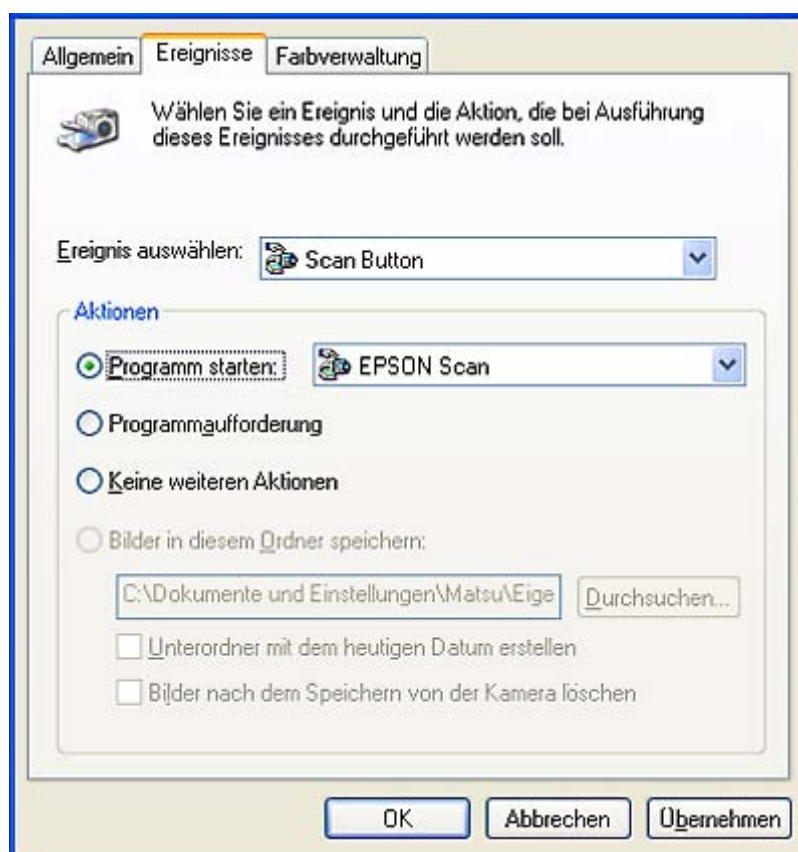 Allgemein Ereignisse Farbverwaltung
Wählen Sie ein Ereignis und die Aktion, die bei Ausführung
dieses Ereignisses durchgeführt werden soll.
Ereignis auswählen: Scan Button
Aktionen
Programm starten: EPSON Scan
Programmaufforderung
Keine weiteren Aktionen
Bilder in diesem Ordner speichern:
C:\Dokumente und Einstellungen\Matsu\Eige Durchsuchen...
Unterordner mit dem heutigen Datum erstellen
Bilder nach dem Speichern von der Kamera löschen
OK Abbrechen Übernehmen